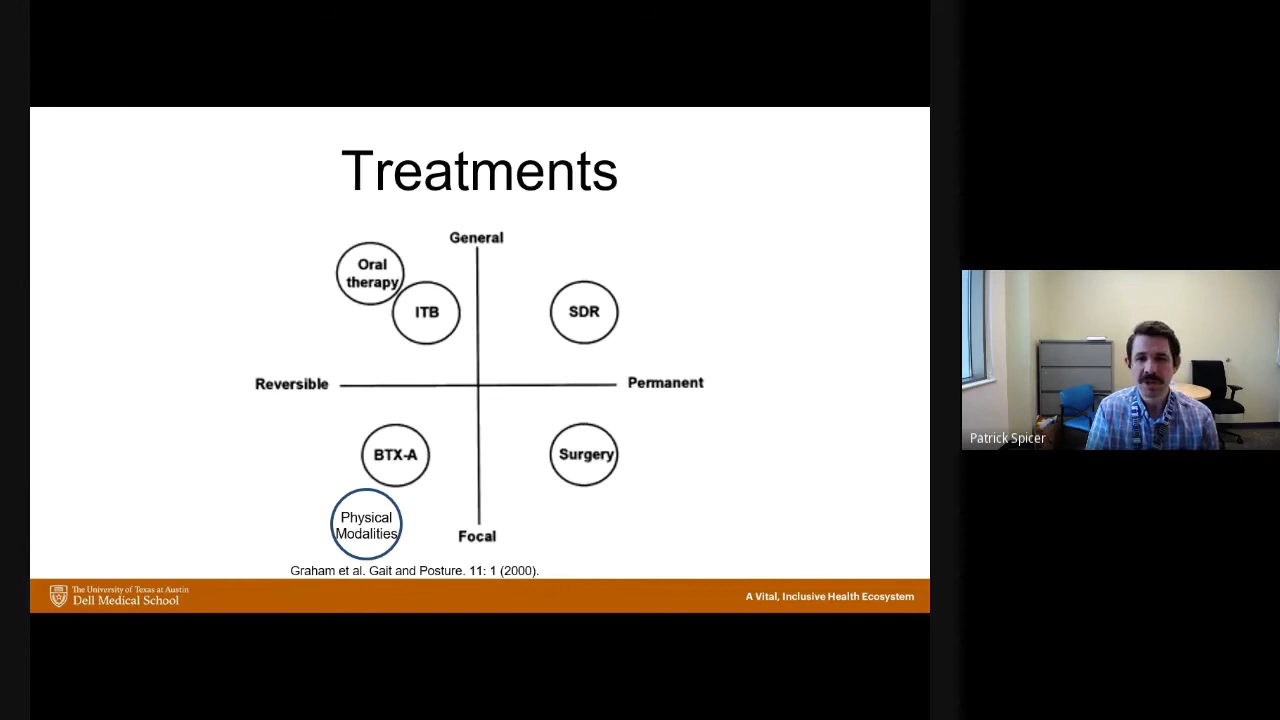 Treatments
General
Oral
therapy
ITB
SDR
Reversible
Permanent
BTX-A
Surgery
Physical
Modalities
Focal
Graham et al. Gait and Posture. 11: 1 (2000).
The University of Texas at Austin
Dell Medical School
A Vital, Inclusive Health Ecosystem
Patrick Spicer